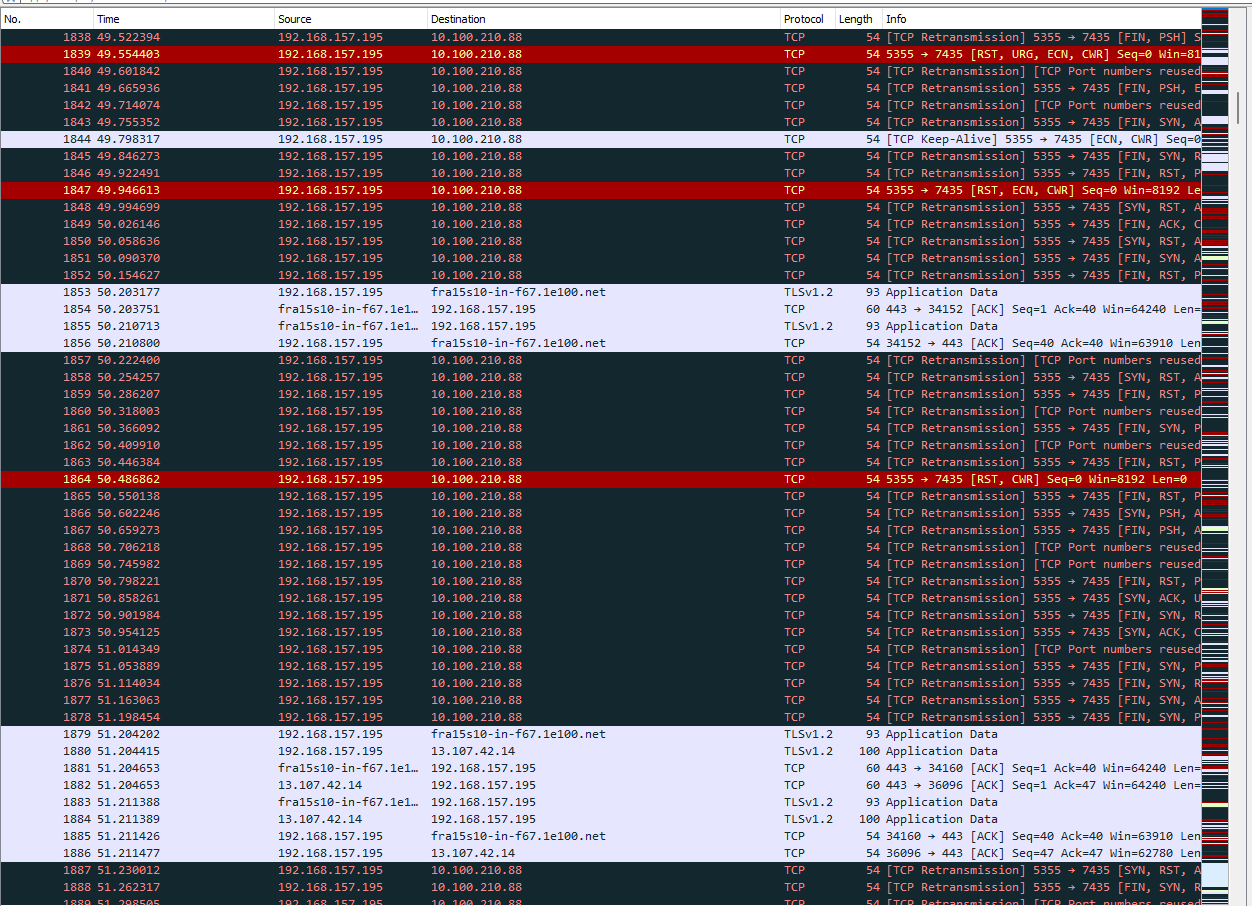 No. Time Source Destination Protocol Length Info
1838 49.522394 192.168.157.195 10.100.210.88 TCP 54 [TCP Retransmission] 5355 → 7435 [FIN, PSH] S
1839 49.554403 192.168.157.195 10.100.210.88 TCP 54 5355 → 7435 [RST, URG, ECN, CWR] Seq=0 Win=81
1840 49.601842 192.168.157.195 10.100.210.88 TCP 54 [TCP Retransmission] [TCP Port numbers reused
1841 49.665936 192.168.157.195 10.100.210.88 TCP 54 [TCP Retransmission] 5355 → 7435 [FIN, PSH, E
1842 49.714074 192.168.157.195 10.100.210.88 TCP 54 [TCP Retransmission] [TCP Port numbers reused
1843 49.755352 192.168.157.195 10.100.210.88 TCP 54 [TCP Retransmission] 5355 → 7435 [FIN, SYN, A
1844 49.798317 192.168.157.195 10.100.210.88 TCP 54 [TCP Keep-Alive] 5355 → 7435 [ECN, CWR] Seq=0
1845 49.846273 192.168.157.195 10.100.210.88 TCP 54 [TCP Retransmission] 5355 → 7435 [FIN, SYN, R
1846 49.922491 192.168.157.195 10.100.210.88 TCP 54 [TCP Retransmission] 5355 → 7435 [FIN, RST, P
1847 49.946613 192.168.157.195 10.100.210.88 TCP 54 5355 → 7435 [RST, ECN, CWR] Seq=0 Win=8192 Le
1848 49.994699 192.168.157.195 10.100.210.88 TCP 54 [TCP Retransmission] 5355 → 7435 [SYN, RST, A
1849 50.026146 192.168.157.195 10.100.210.88 TCP 54 [TCP Retransmission] 5355 → 7435 [FIN, ACK, C
1850 50.058636 192.168.157.195 10.100.210.88 TCP 54 [TCP Retransmission] 5355 → 7435 [SYN, RST, A
1851 50.090370 192.168.157.195 10.100.210.88 TCP 54 [TCP Retransmission] 5355 → 7435 [FIN, SYN, A
1852 50.154627 192.168.157.195 10.100.210.88 TCP 54 [TCP Retransmission] 5355 → 7435 [FIN, RST, P
1853 50.203177 192.168.157.195 fra15s10-in-f67.1e100.net TLSv1.2 93 Application Data
1854 50.203751 fra15s10-in-f67.1e1… 192.168.157.195 TCP 60 443 → 34152 [ACK] Seq=1 Ack=40 Win=64240 Len=
1855 50.210713 fra15s10-in-f67.1e1… 192.168.157.195 TLSv1.2 93 Application Data
1856 50.210800 192.168.157.195 fra15s10-in-f67.1e100.net TCP 54 34152 → 443 [ACK] Seq=40 Ack=40 Win=63910 Len
1857 50.222400 192.168.157.195 10.100.210.88 TCP 54 [TCP Retransmission] [TCP Port numbers reused
1858 50.254257 192.168.157.195 10.100.210.88 TCP 54 [TCP Retransmission] 5355 → 7435 [SYN, RST, A
1859 50.286207 192.168.157.195 10.100.210.88 TCP 54 [TCP Retransmission] 5355 → 7435 [FIN, RST, P
1860 50.318003 192.168.157.195 10.100.210.88 TCP 54 [TCP Retransmission] [TCP Port numbers reused
1861 50.366092 192.168.157.195 10.100.210.88 TCP 54 [TCP Retransmission] 5355 → 7435 [FIN, SYN, P
1862 50.409910 192.168.157.195 10.100.210.88 TCP 54 [TCP Retransmission] [TCP Port numbers reused
1863 50.446384 192.168.157.195 10.100.210.88 TCP 54 [TCP Retransmission] 5355 → 7435 [FIN, RST, P
1864 50.486862 192.168.157.195 10.100.210.88 TCP 54 5355 → 7435 [RST, CWR] Seq=0 Win=8192 Len=0
1865 50.550138 192.168.157.195 10.100.210.88 TCP 54 [TCP Retransmission] 5355 → 7435 [FIN, RST, P
1866 50.602246 192.168.157.195 10.100.210.88 TCP 54 [TCP Retransmission] 5355 → 7435 [SYN, PSH, A
1867 50.659273 192.168.157.195 10.100.210.88 TCP 54 [TCP Retransmission] 5355 → 7435 [FIN, PSH, A
1868 50.706218 192.168.157.195 10.100.210.88 TCP 54 [TCP Retransmission] [TCP Port numbers reused
1869 50.745982 192.168.157.195 10.100.210.88 TCP 54 [TCP Retransmission] [TCP Port numbers reused
1870 50.798221 192.168.157.195 10.100.210.88 TCP 54 [TCP Retransmission] 5355 → 7435 [FIN, RST, P
1871 50.858261 192.168.157.195 10.100.210.88 TCP 54 [TCP Retransmission] 5355 → 7435 [SYN, ACK, U
1872 50.901984 192.168.157.195 10.100.210.88 TCP 54 [TCP Retransmission] 5355 → 7435 [FIN, SYN, R
1873 50.954125 192.168.157.195 10.100.210.88 TCP 54 [TCP Retransmission] 5355 → 7435 [SYN, ACK, C
1874 51.014349 192.168.157.195 10.100.210.88 TCP 54 [TCP Retransmission] [TCP Port numbers reused
1875 51.053889 192.168.157.195 10.100.210.88 TCP 54 [TCP Retransmission] 5355 → 7435 [FIN, SYN, P
1876 51.114034 192.168.157.195 10.100.210.88 TCP 54 [TCP Retransmission] 5355 → 7435 [FIN, SYN, R
1877 51.163063 192.168.157.195 10.100.210.88 TCP 54 [TCP Retransmission] 5355 → 7435 [FIN, SYN, A
1878 51.198454 192.168.157.195 10.100.210.88 TCP 54 [TCP Retransmission] 5355 → 7435 [FIN, SYN, P
1879 51.204202 192.168.157.195 fra15s10-in-f67.1e100.net TLSv1.2 93 Application Data
1880 51.204415 192.168.157.195 13.107.42.14 TLSv1.2 100 Application Data
1881 51.204653 fra15s10-in-f67.1e1… 192.168.157.195 TCP 60 443 → 34160 [ACK] Seq=1 Ack=40 Win=64240 Len=
1882 51.204653 13.107.42.14 192.168.157.195 TCP 60 443 → 36096 [ACK] Seq=1 Ack=47 Win=64240 Len=
1883 51.211388 fra15s10-in-f67.1e1… 192.168.157.195 TLSv1.2 93 Application Data
1884 51.211389 13.107.42.14 192.168.157.195 TLSv1.2 100 Application Data
1885 51.211426 192.168.157.195 fra15s10-in-f67.1e100.net TCP 54 34160 → 443 [ACK] Seq=40 Ack=40 Win=63910 Len
1886 51.211477 192.168.157.195 13.107.42.14 TCP 54 36096 → 443 [ACK] Seq=47 Ack=47 Win=62780 Len
1887 51.230012 192.168.157.195 10.100.210.88 TCP 54 [TCP Retransmission] 5355 → 7435 [SYN, RST, A
1888 51.262317 192.168.157.195 10.100.210.88 TCP 54 [TCP Retransmission] 5355 → 7435 [FIN, SYN, R
1889 51.298505 192.168.157.195 10.100.210.88 TCP 54 [TCP Retransmission] [TCP Port numbers reused